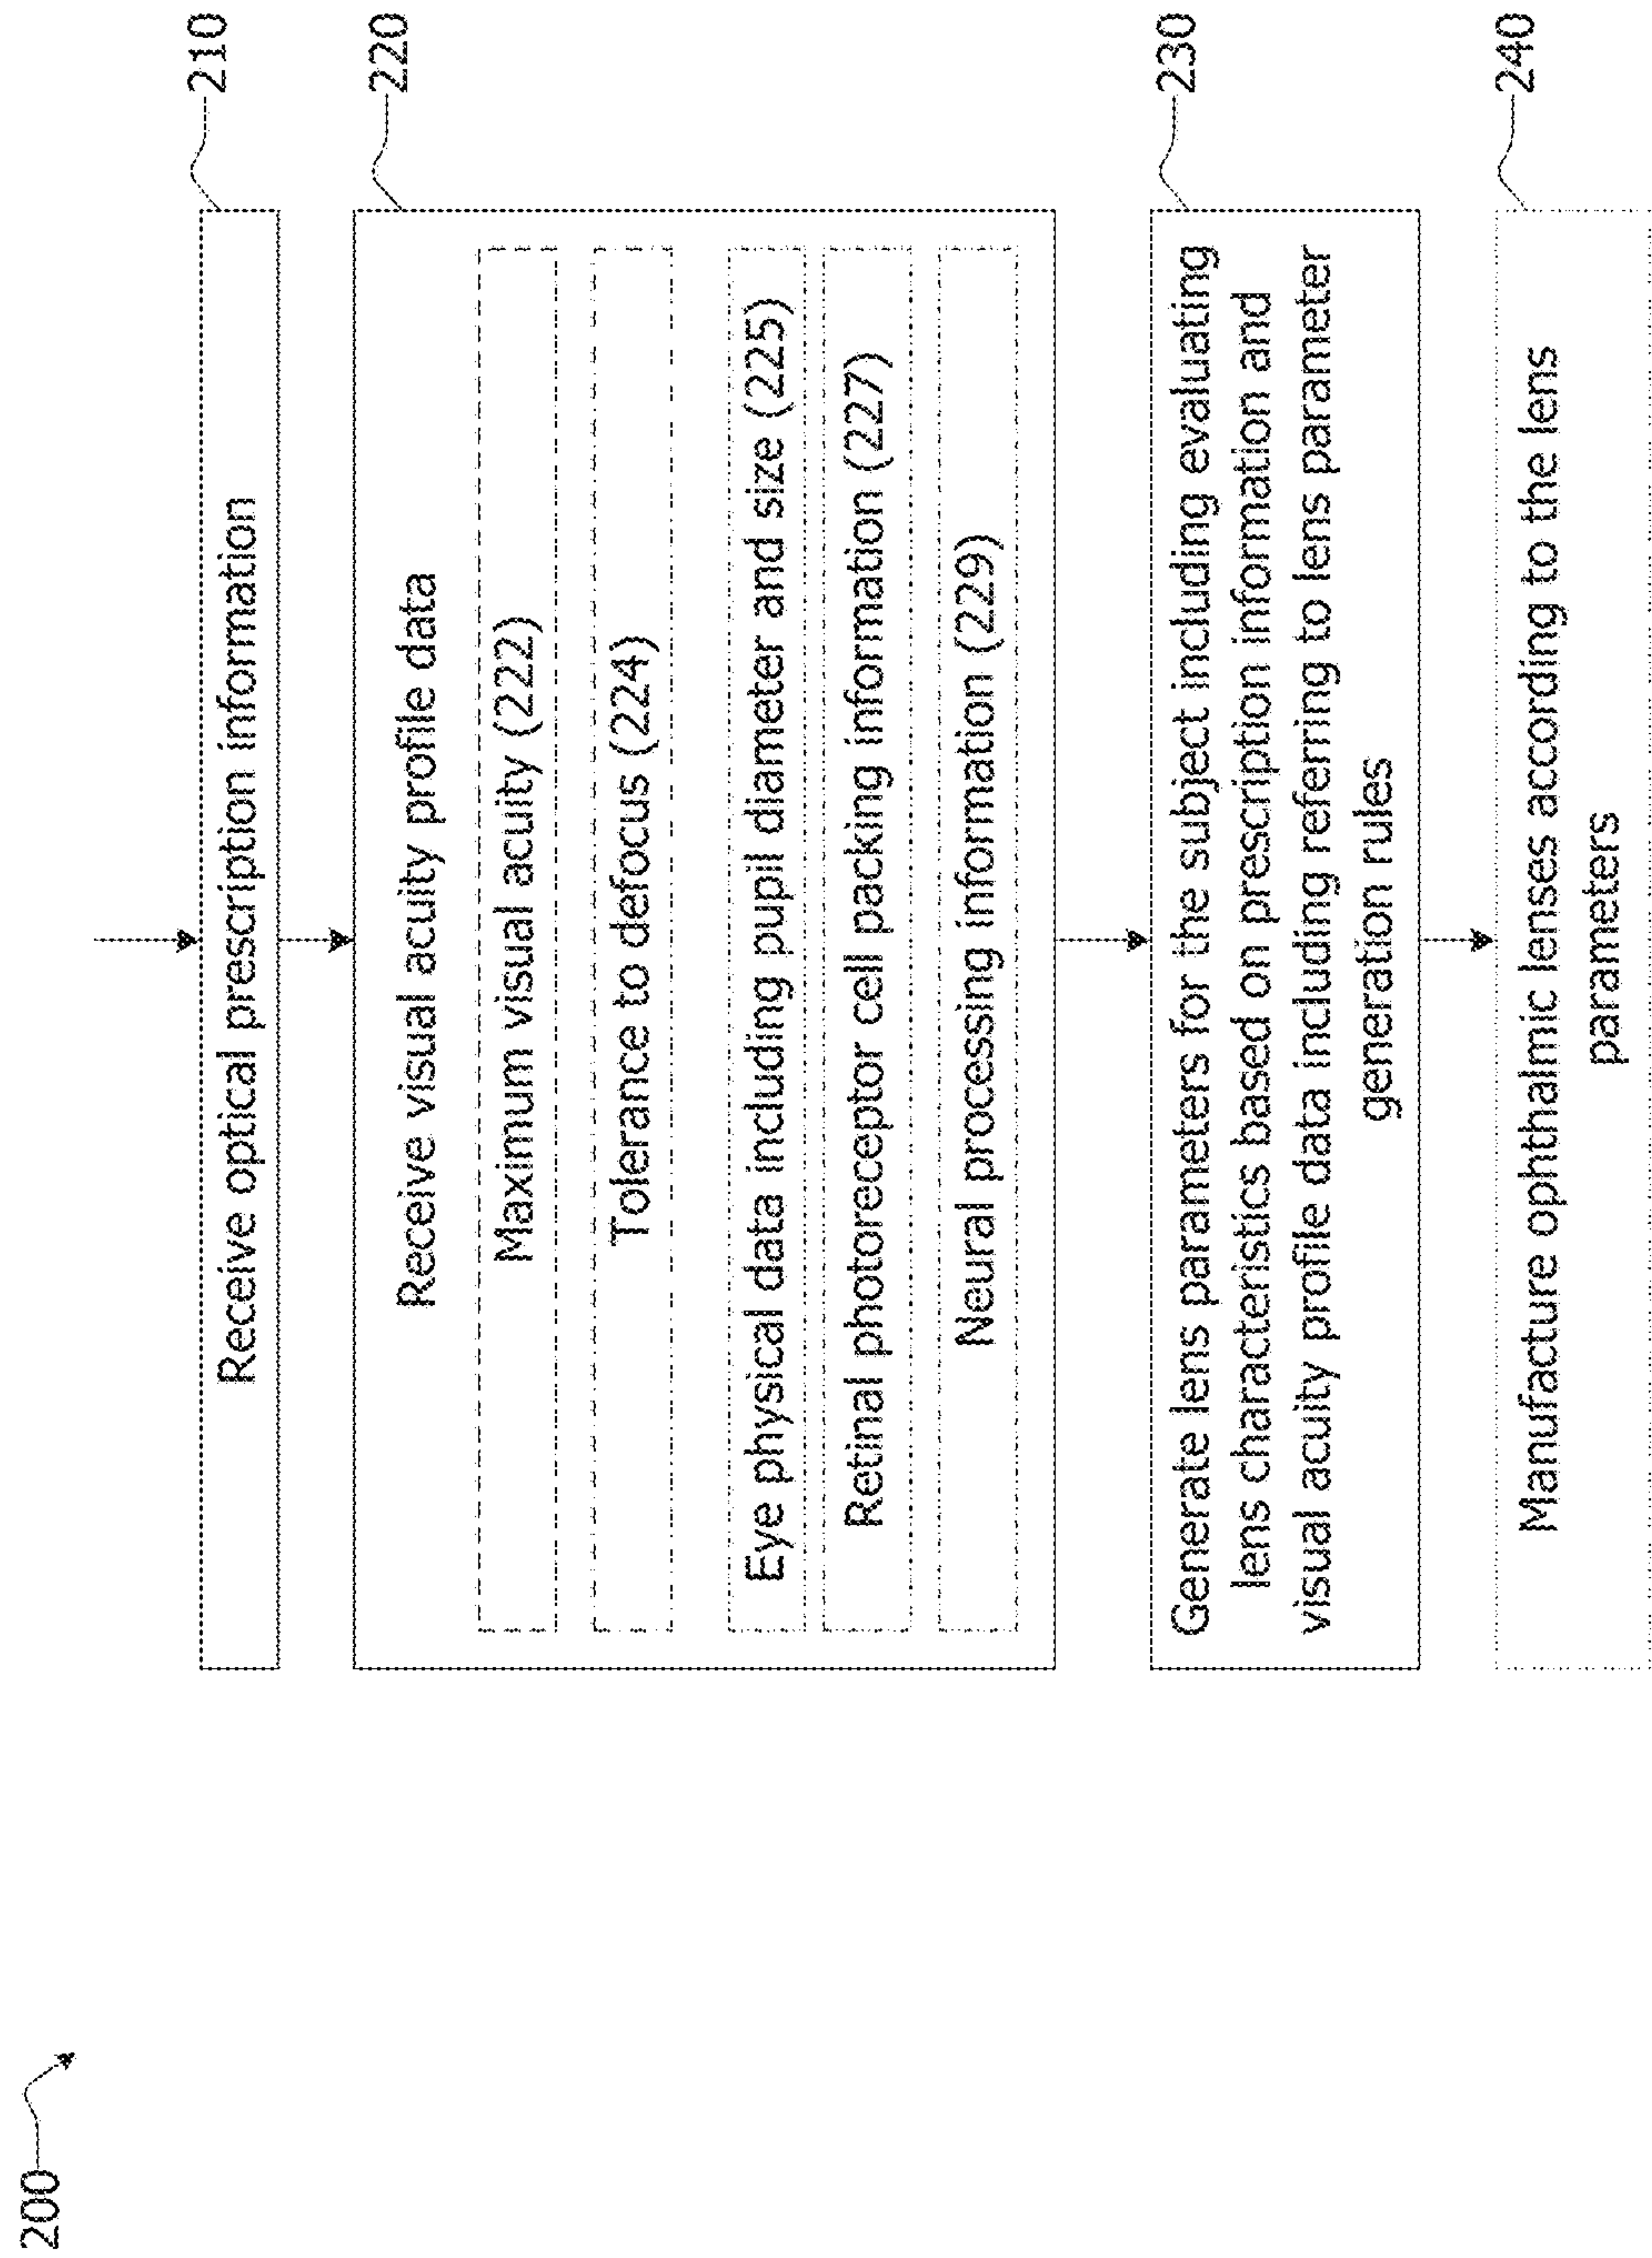 200
210
Receive optical prescription information
220
Receive visual acuity profile data
Maximum visual acuity (222)
Tolerance to defocus (224)
Eye physical data including pupil diameter and size (225)
Retinal photoreceptor cell packing information (227)
Neural processing information (229)
230
Generate lens parameters for the subject including evaluating
lens characteristics based on prescription information and
visual acuity profile data including referring to lens parameter
generation rules
240
Manufacture ophthalmic lenses according to the lens
parameters